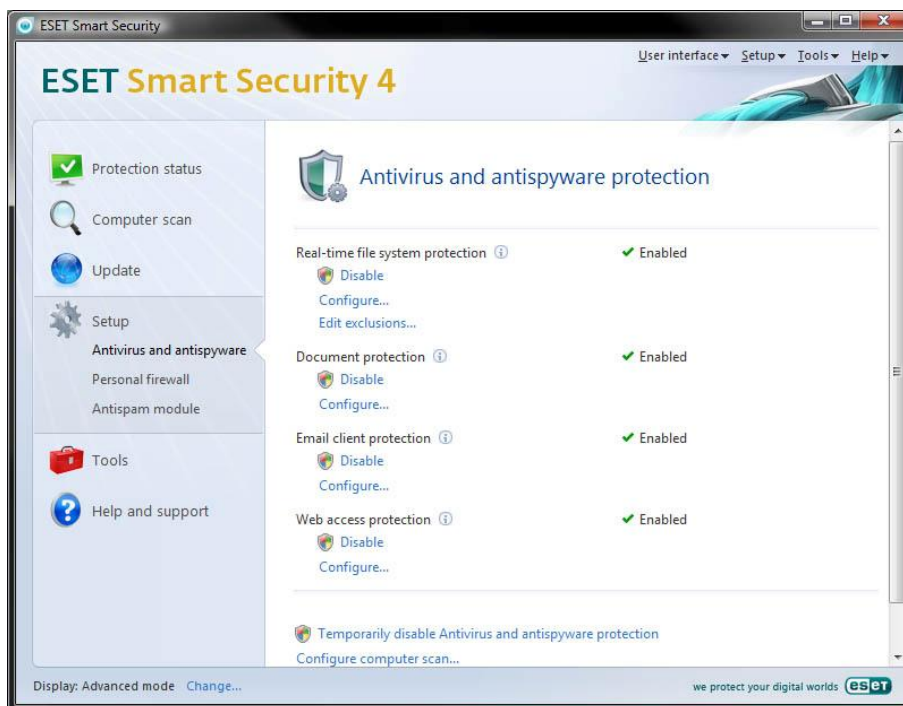 ESET Smart Security
User interface Setup Tools Help
ESET Smart Security 4
Protection status
Computer scan
Update
Setup
Antivirus and antispyware
Personal firewall
Antispam module
Tools
Help and support
Antivirus and antispyware protection
Real-time file system protection Enabled
Disable
Configure...
Edit exclusions...
Document protection Enabled
Disable
Configure...
Email client protection Enabled
Disable
Configure...
Web access protection Enabled
Disable
Configure...
Temporarily disable Antivirus and antispyware protection
Configure computer scan...
Display: Advanced mode Change...
we protect your digital worlds eseT